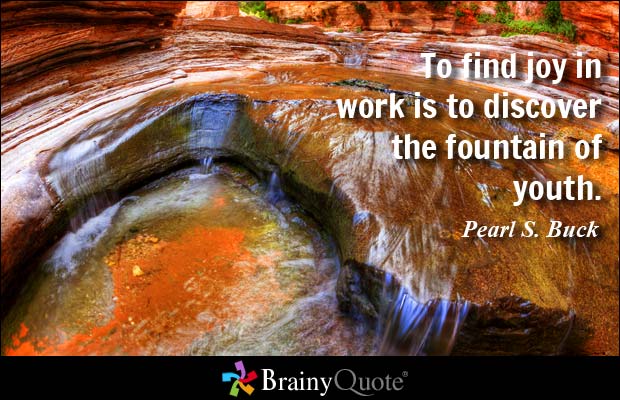 To find joy in
work is to discover
the fountain of
youth.
Pearl S. Buck
BrainyQuote®